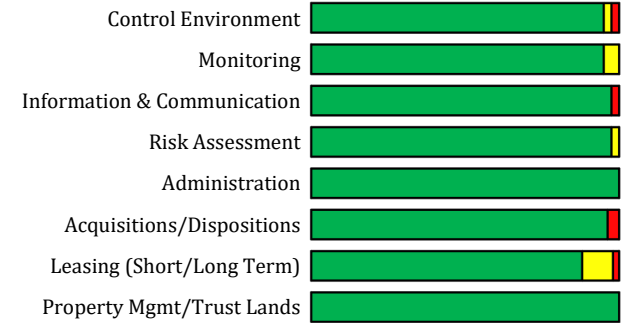 Control Environment
Monitoring
Information & Communication
Risk Assessment
Administration
Acquisitions/Dispositions
Leasing (Short/Long Term)
Property Mgmt/Trust Lands